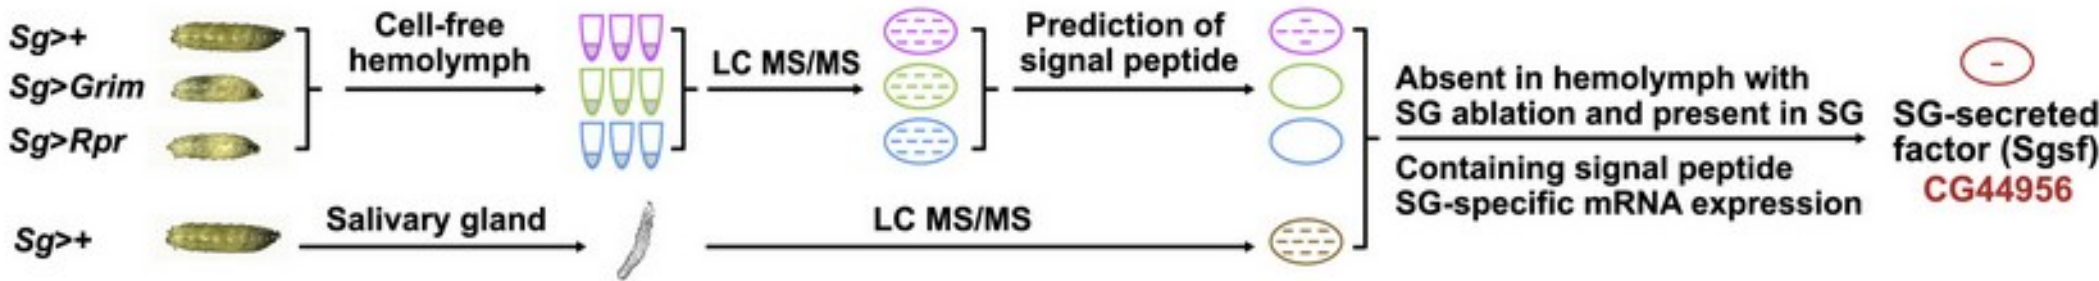 Sg>+
Sg>Grim
Sg>Rpr
Cell-free
hemolymph
LC MS/MS
Prediction of
signal peptide
Sg>+
Salivary gland
LC MS/MS
Absent in hemolymph with
SG ablation and present in SG
Containing signal peptide
SG-specific mRNA expression
SG-secreted
factor (Sgsf)
CG44956